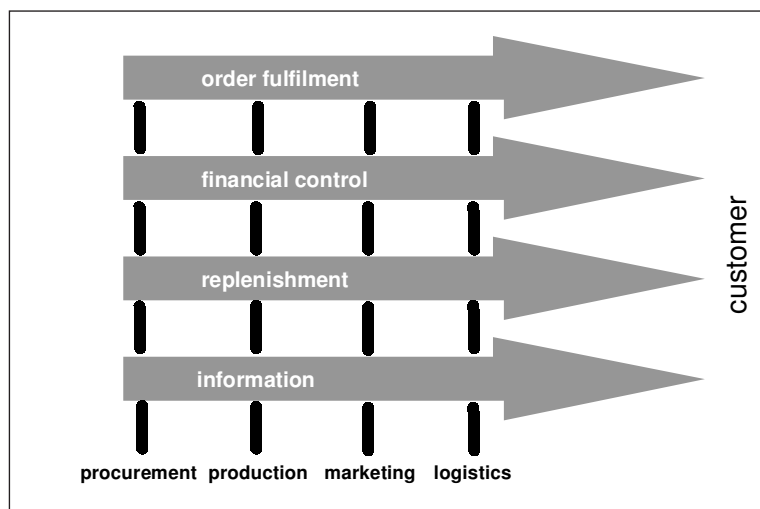 order fulfilment
financial control
replenishment
information
customer
procurement production marketing logistics